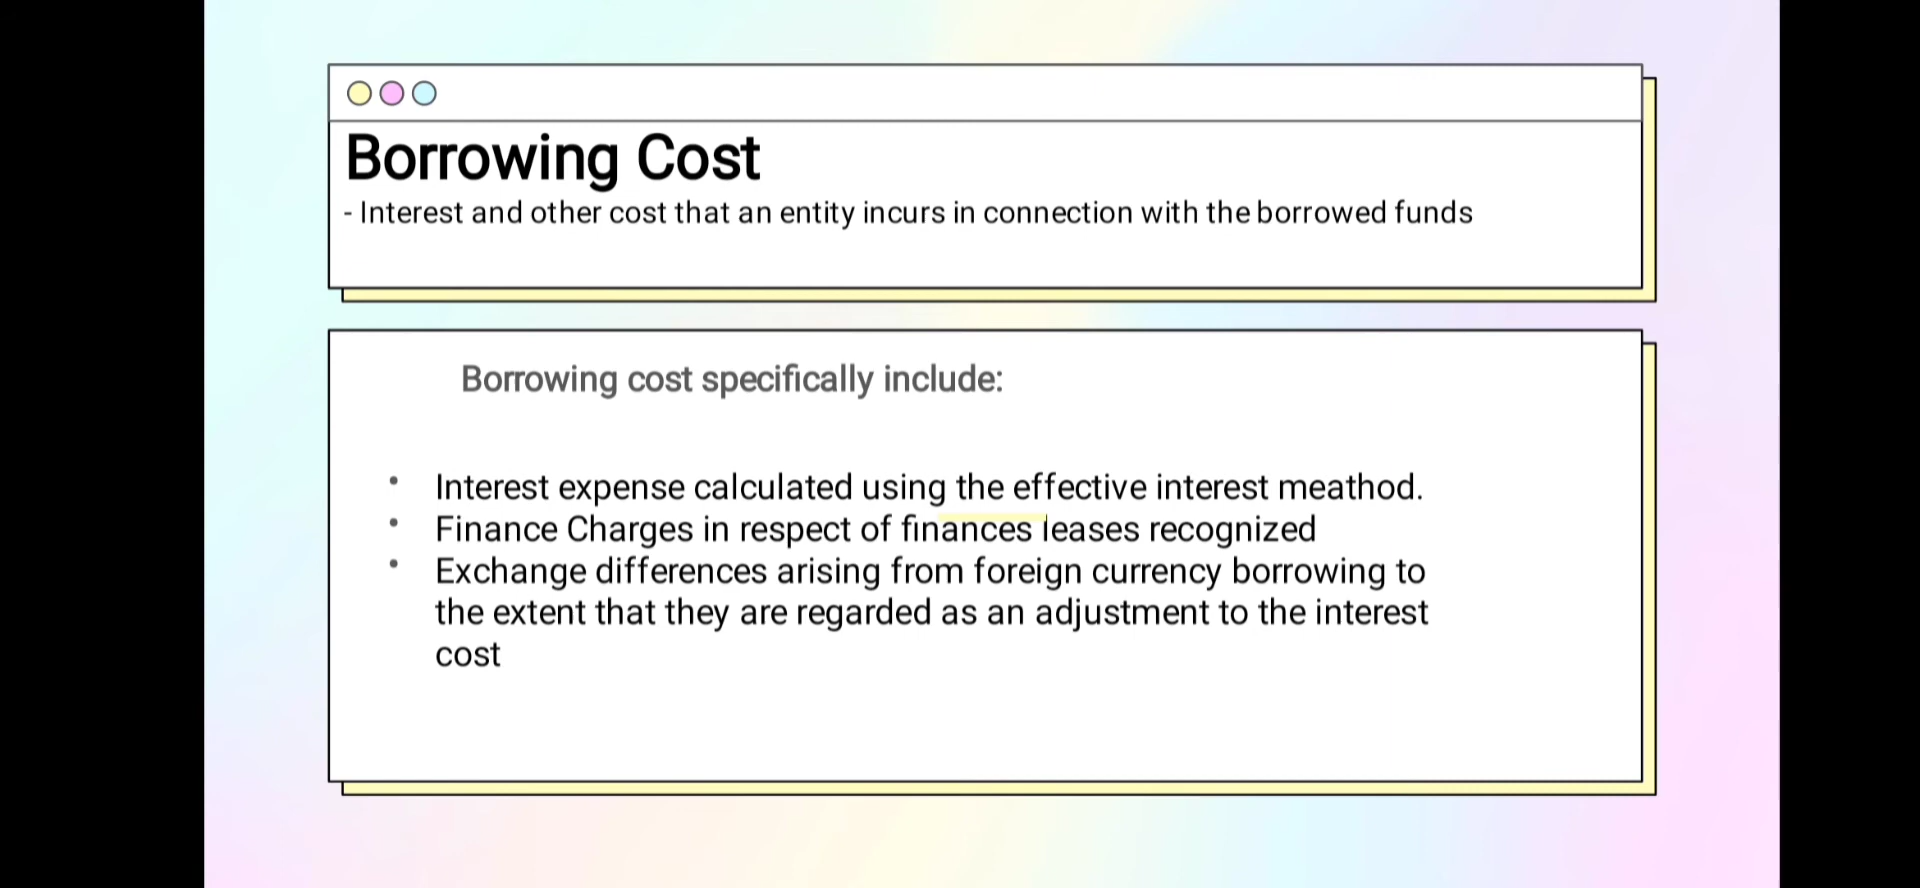 Borrowing Cost
- Interest and other cost that an entity incurs in connection with the borrowed funds
Borrowing cost specifically include:
• Interest expense calculated using the effective interest meathod.
• Finance Charges in respect of finances leases recognized
• Exchange differences arising from foreign currency borrowing to
the extent that they are regarded as an adjustment to the interest
cost